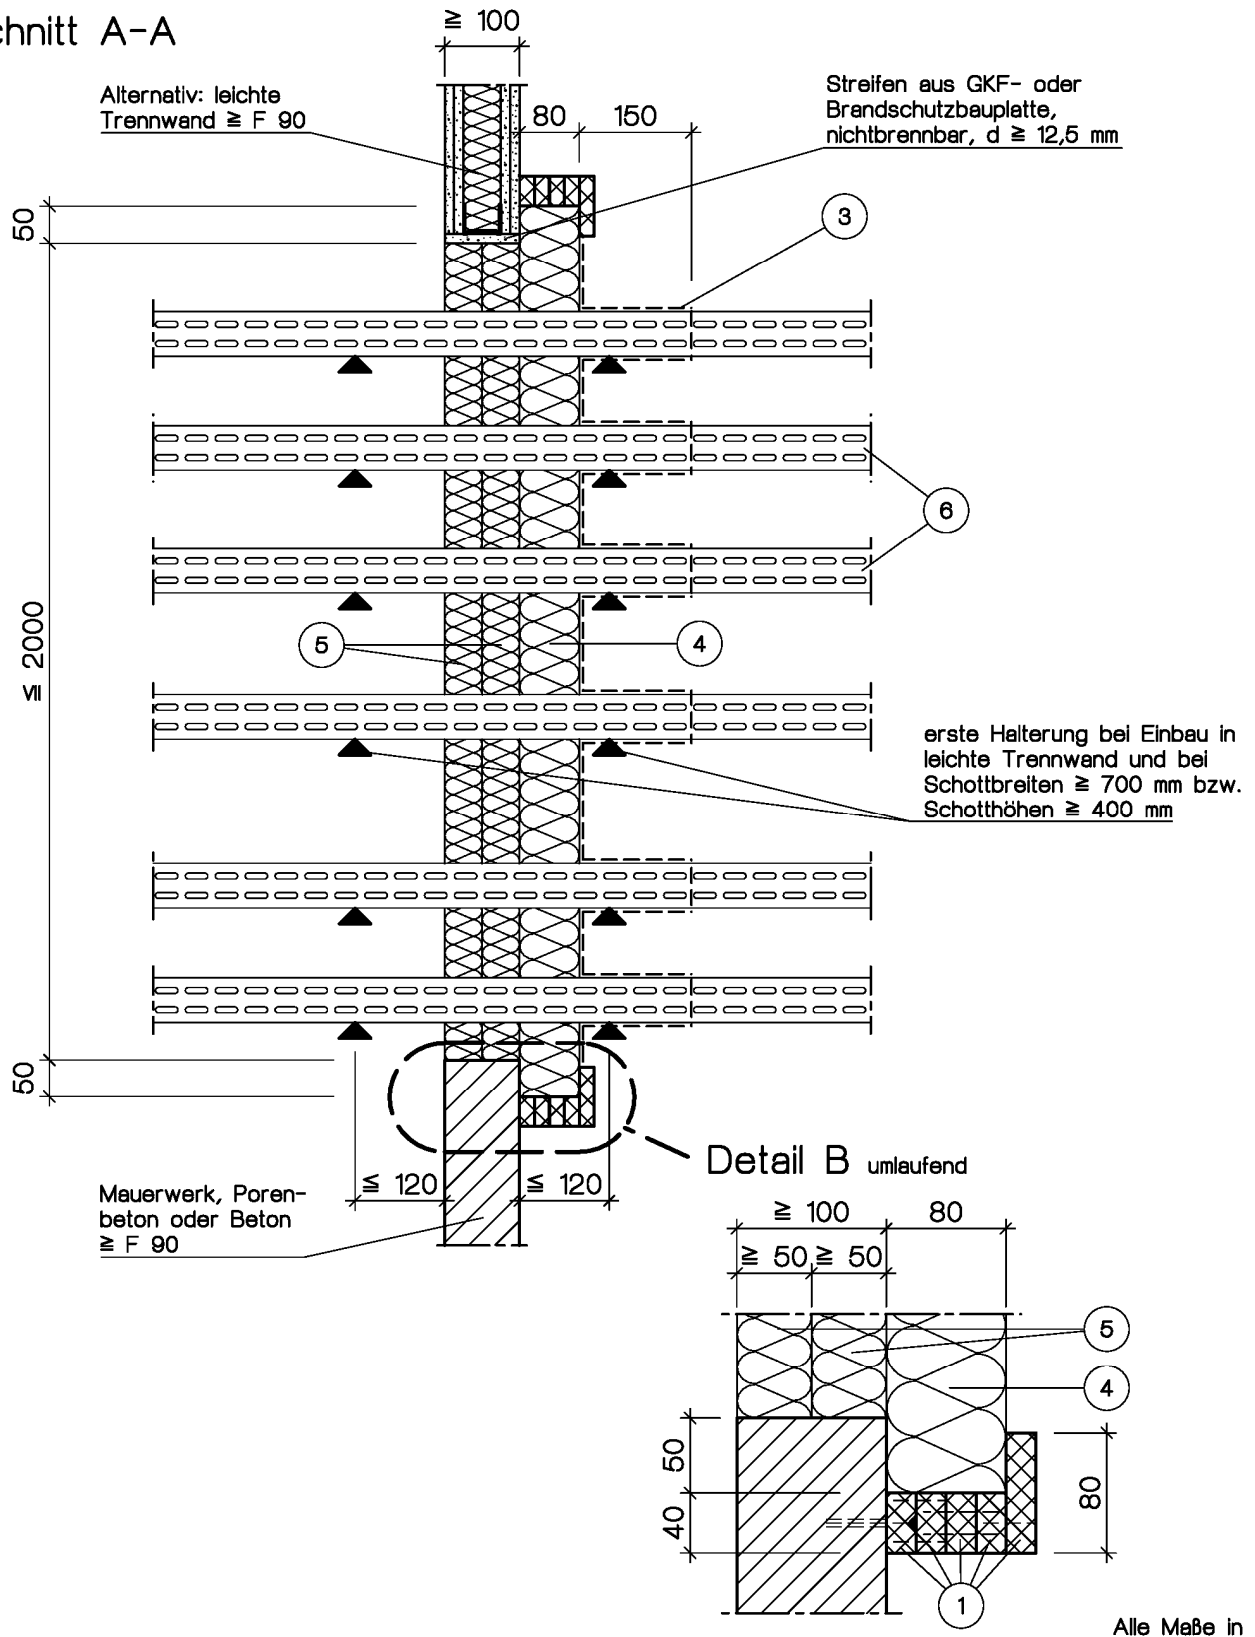 chnitt A-A
≧ 100
Alternativ: leichte
Trennwand ≧ F 90
80
150
Streifen aus GKF- oder
Brandschutzbauplatte,
nichtbrennbar, d ≧ 12,5 mm
50
3
6
≦ 2000
5
4
erste Halterung bei Einbau in
leichte Trennwand und bei
Schottbreiten ≧ 700 mm bzw.
Schotthöhen ≧ 400 mm
50
Detail B umlaufend
≦ 120
≦ 120
Mauerwerk, Poren-
beton oder Beton
≧ F 90
≧ 100
80
≧ 50
≧ 50
5
4
50
40
80
1
Alle Maße in